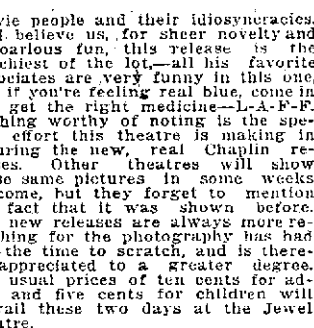 vie people and their idiosyncracies.
believe us, for sheer novelty and
oarious fun, this release is the
chiest of the lot,—all his favorite
ociates are very funny in this one,
if you're feeling real blue, come in
get the right medicine—L-A-F-F.
hing worthy of noting is the spe-
effort this theatre is making in
uring the new, real Chaplin re-
es. Other theatres will show
se same pictures in some weeks
come, but they forget to mention
fact that it was shown before.
new releases are always more re-
hing for the photography has had
the time to scratch, and is there-
appreciated to a greater degree.
usual prices of ten cents for ad-
and five cents for children will
rail these two days at the Jewel
atre.